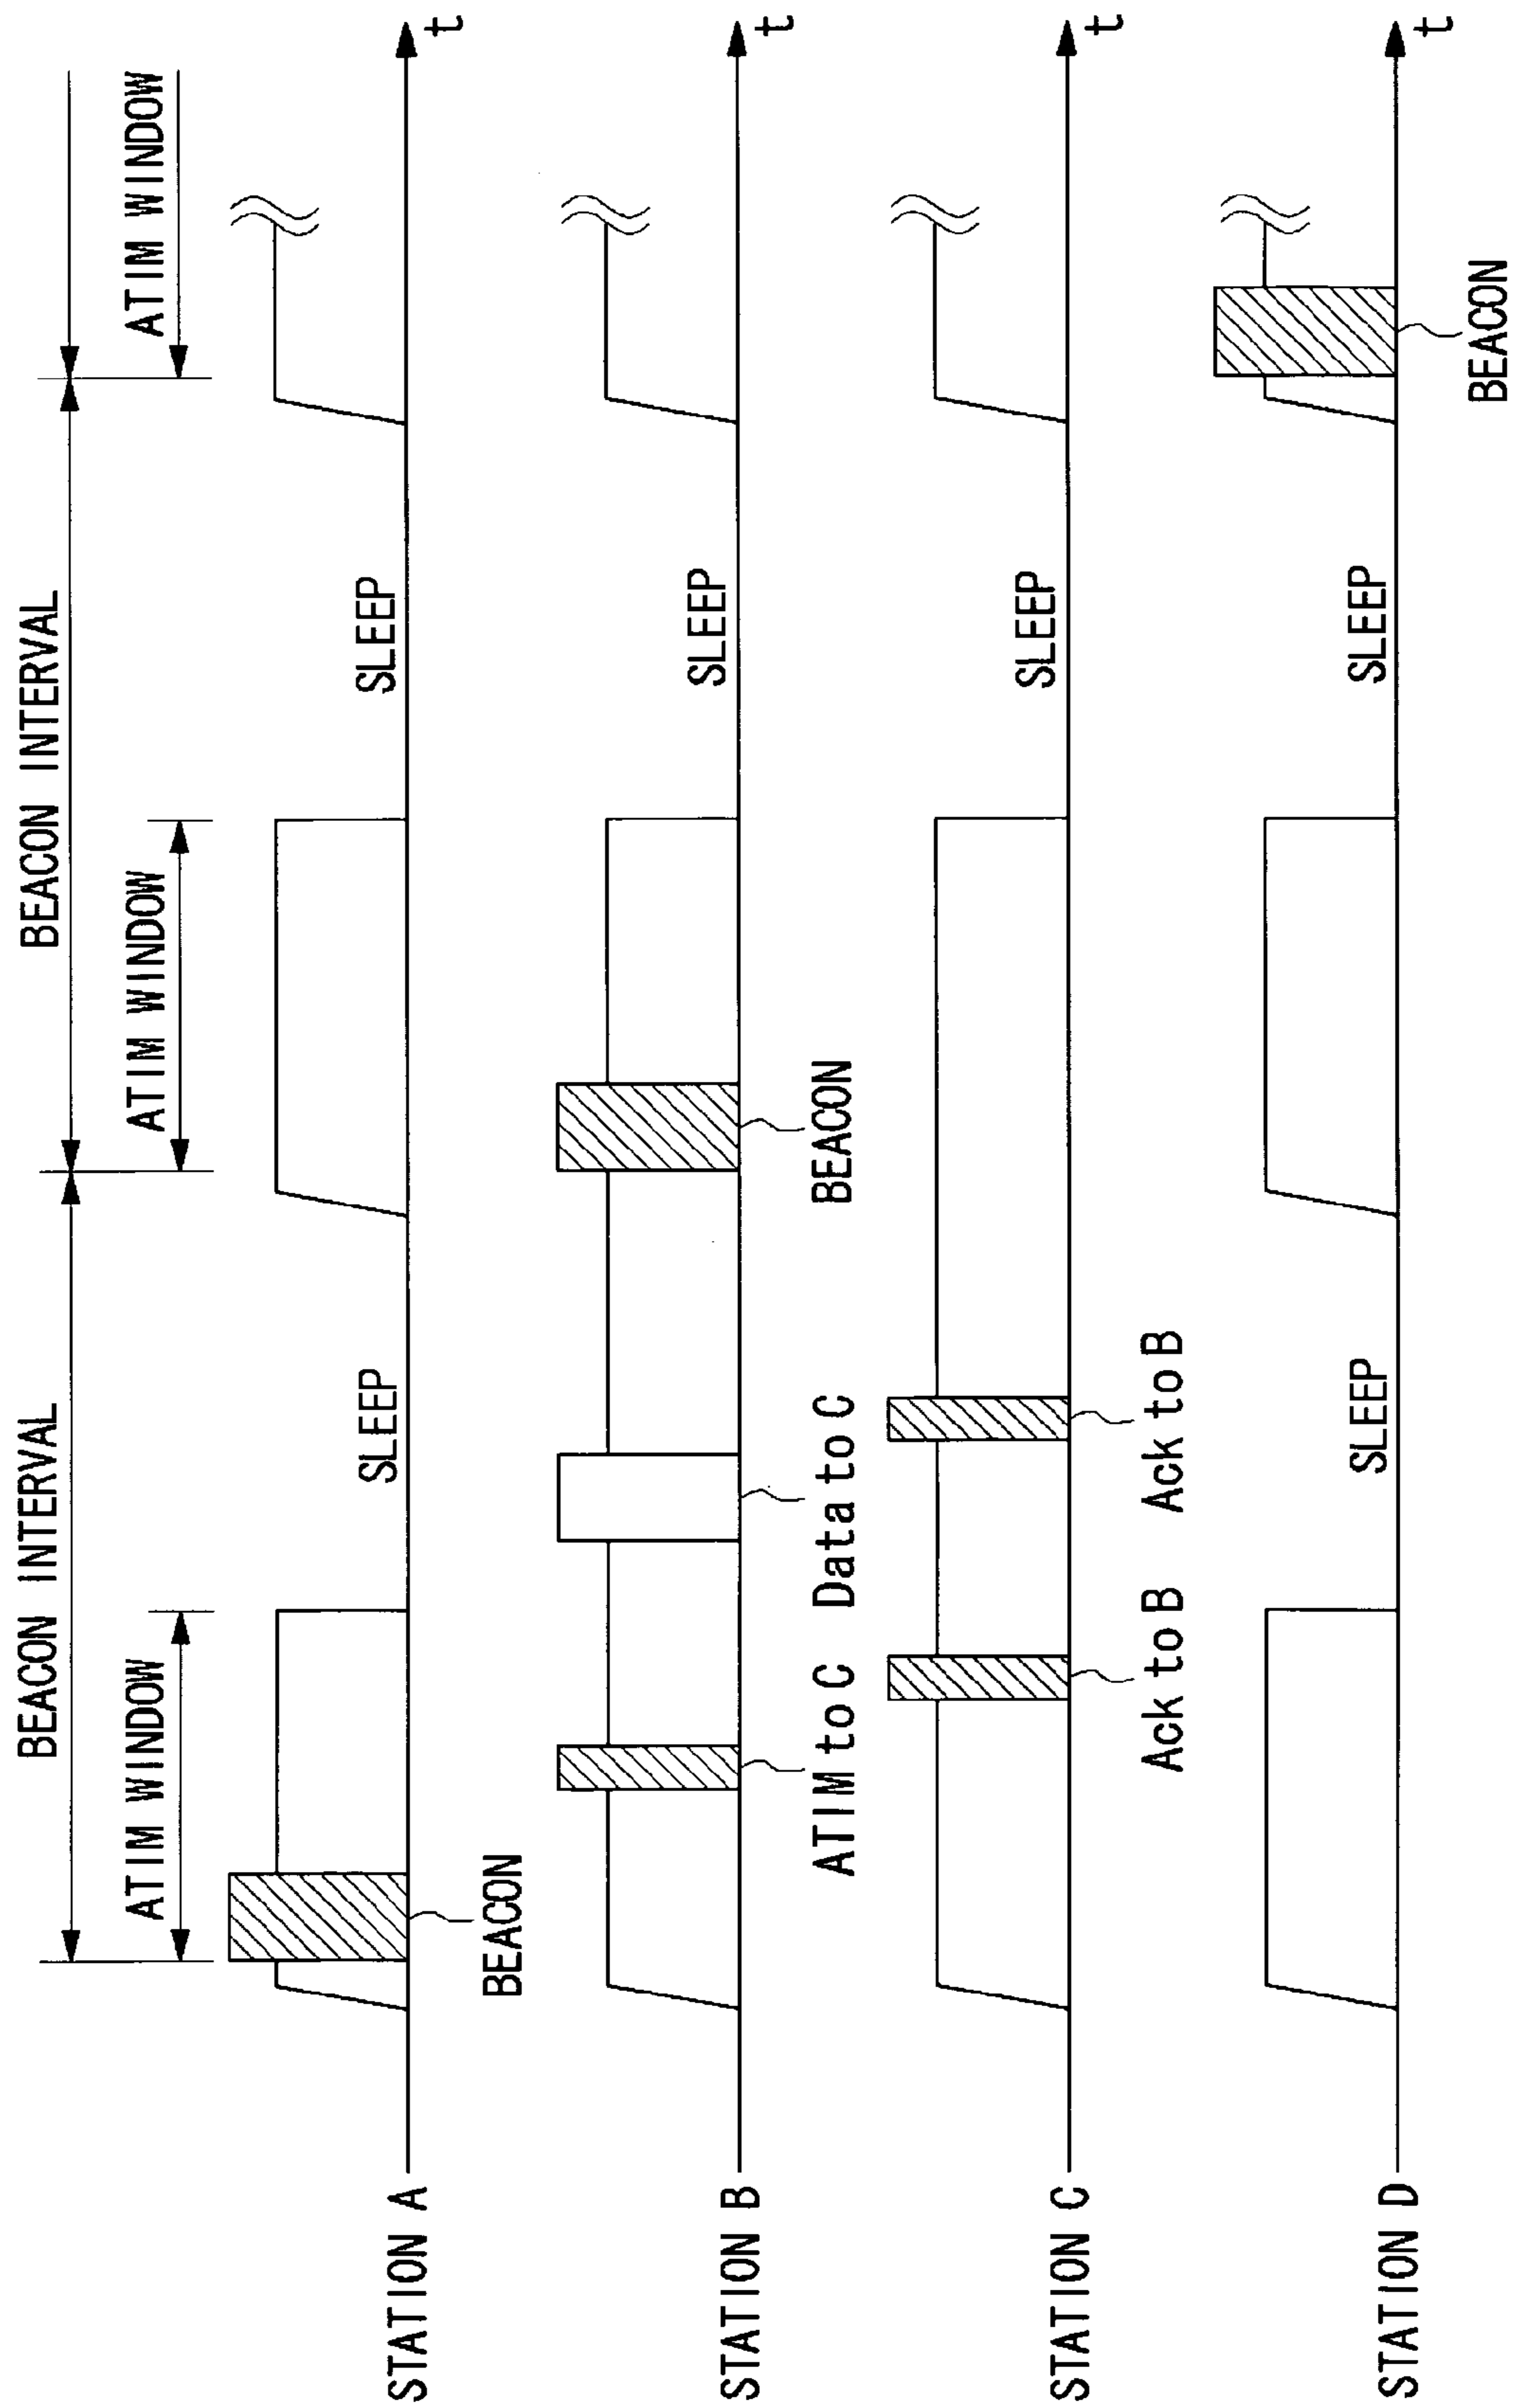 BEACON INTERVAL
BEACON INTERVAL
ATIM WINDOW
ATIM WINDOW
ATIM WINDOW
STATION A
SLEEP
SLEEP
t
BEACON
STATION B
SLEEP
t
ATIM to C
Data to C
BEACON
STATION C
SLEEP
t
Ack to B
Ack to B
STATION D
SLEEP
SLEEP
t
BEACON